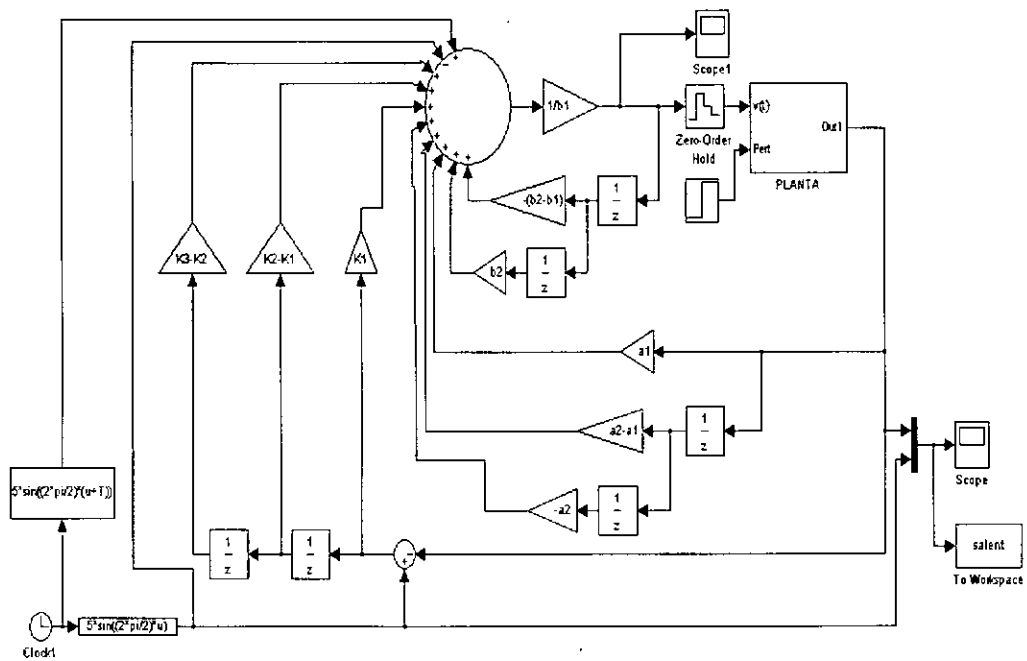 Scope1
1/b1
Zero-Order
Hold
v(t)
Out1
Pert
PLANTA
-(b2-b1)
1
z
b2
1
z
K3-K2
K2-K1
K1
a1
a2-a1
1
z
-a2
1
z
Scope
5*sin((2*pi/2)*(u+T))
1
z
1
z
salent
To Workspace
5*sin((2*pi/2)*u)
Clock1